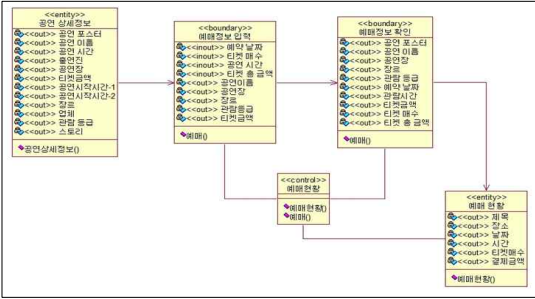 <<entity>>
공연 상세정보
<<out>> 공연 포스터
<<out>> 공연 이름
<<out>> 공연 시간
<<out>> 출연진
<<out>> 공연장
<<out>> 티켓금액
<<out>> 공연시작시간-1
<<out>> 공연시작시간-2
<<out>> 장르
<<out>> 업체
<<out>> 관람 등급
<<out>> 스토리
공연상세정보()
<<boundary>>
예매정보 입력
<<inout>> 예약 날짜
<<inout>> 티켓 매수
<<inout>> 공연 시간
<<inout>> 티켓 총 금액
<<out>> 공연이름
<<out>> 공연장
<<out>> 장르
<<out>> 관람등급
<<out>> 티켓금액
예매()
<<boundary>>
예매정보 확인
<<out>> 공연 포스터
<<out>> 공연 이름
<<out>> 공연장
<<out>> 장르
<<out>> 관람 등급
<<out>> 예약 날짜
<<out>> 관람시간
<<out>> 티켓금액
<<out>> 티켓 매수
<<out>> 티켓 총 금액
예매()
<<control>>
예매현황
예매현황()
예매()
<<entity>>
예매 현황
<<out>> 제목
<<out>> 장소
<<out>> 날짜
<<out>> 시간
<<out>> 티켓매수
<<out>> 결제금액
예매현황()